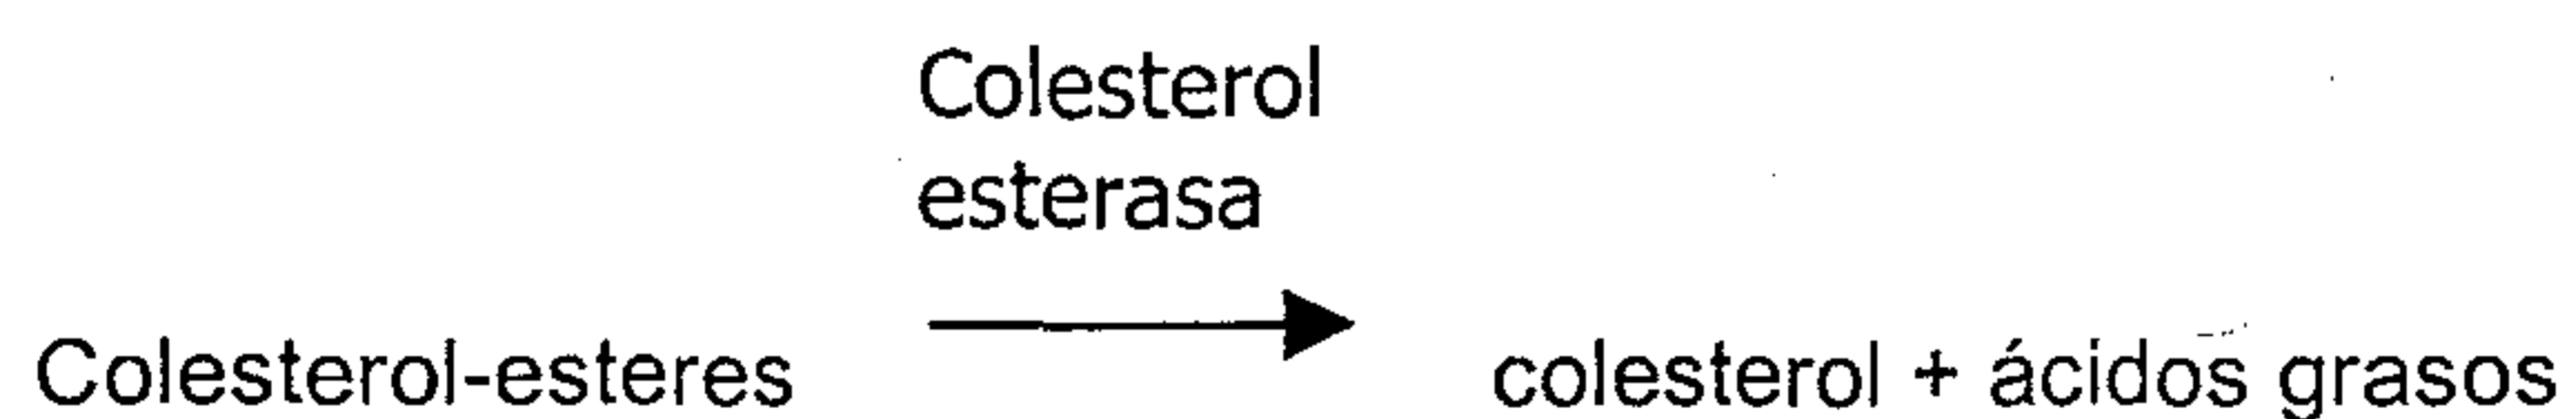 Colesterol
esterasa
Colesterol-esteres colesterol + ácidos grasos